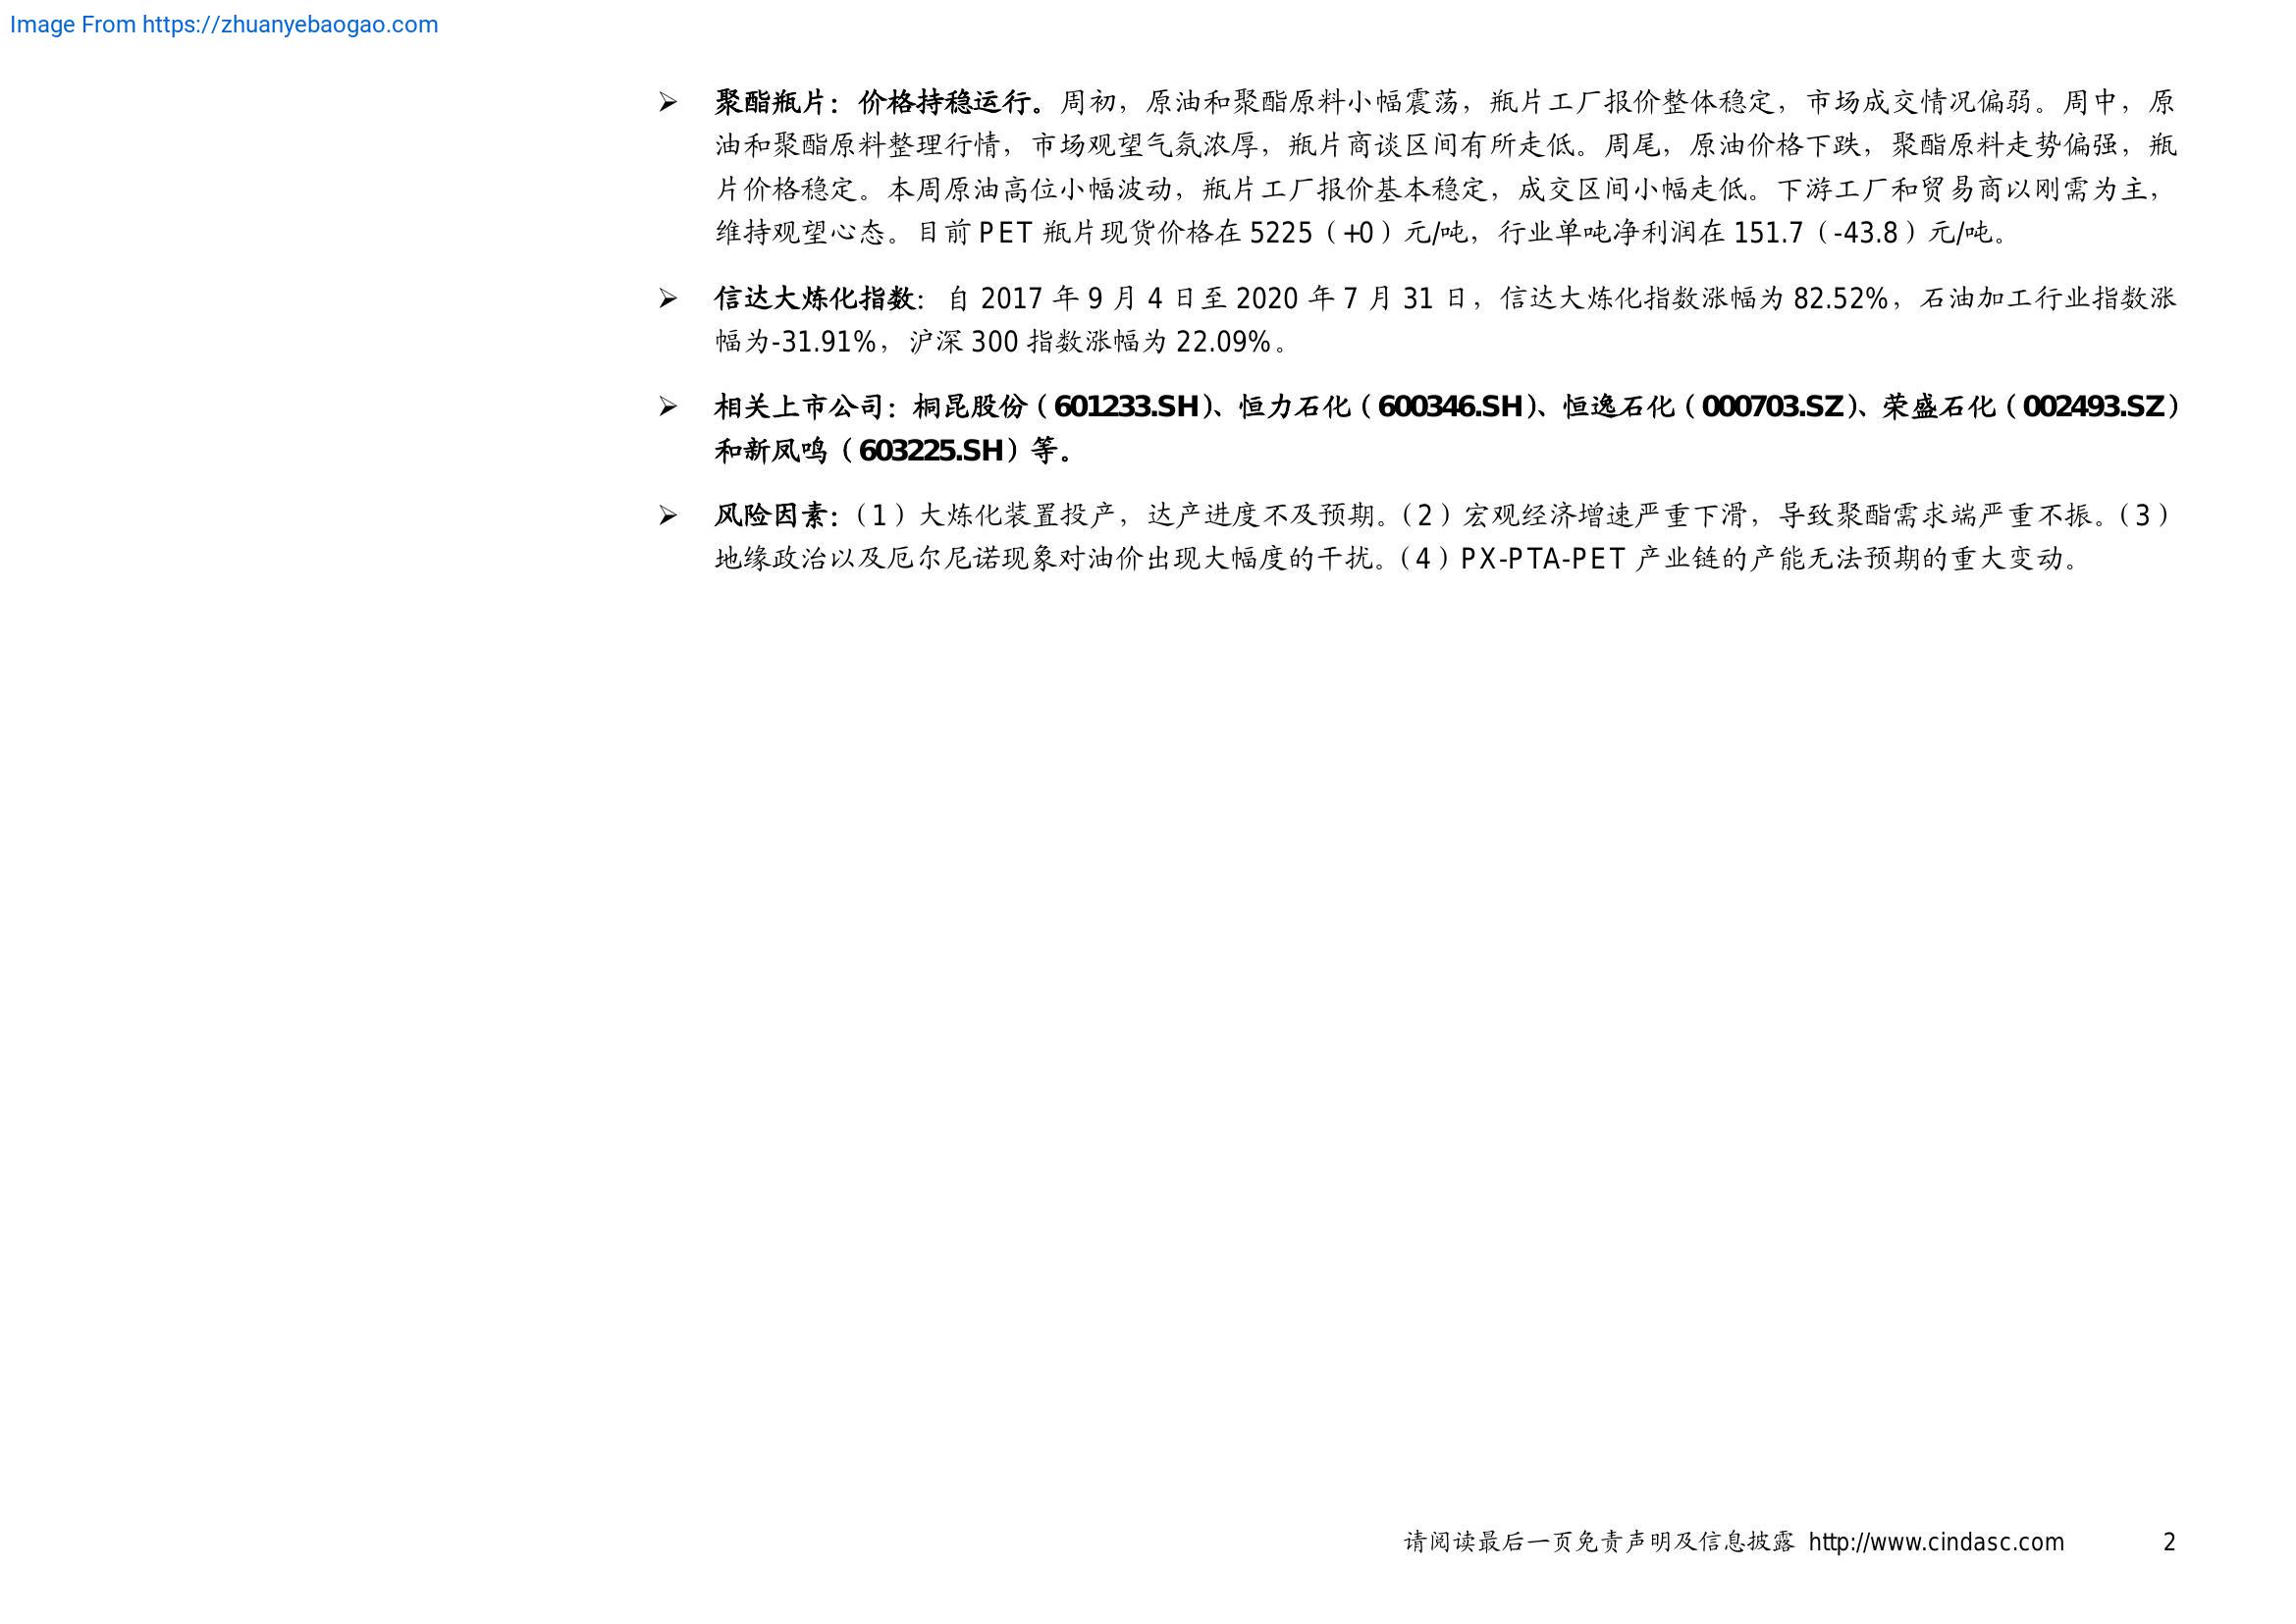 Image From https://zhuanyebaogao.com
➢ 聚酯瓶片：价格持稳运行。周初，原油和聚酯原料小幅震荡，瓶片工厂报价整体稳定，市场成交情况偏弱。周中，原
油和聚酯原料整理行情，市场观望气氛浓厚，瓶片商谈区间有所走低。周尾，原油价格下跌，聚酯原料走势偏强，瓶
片价格稳定。本周原油高位小幅波动，瓶片工厂报价基本稳定，成交区间小幅走低。下游工厂和贸易商以刚需为主，
维持观望心态。目前 PET 瓶片现货价格在 5225（+0）元/吨，行业单吨净利润在 151.7（-43.8）元/吨。
➢ 信达大炼化指数：自 2017 年 9 月 4 日至 2020 年 7 月 31 日，信达大炼化指数涨幅为 82.52%，石油加工行业指数涨
幅为-31.91%，沪深 300 指数涨幅为 22.09%。
➢ 相关上市公司：桐昆股份（601233.SH）、恒力石化（600346.SH）、恒逸石化（000703.SZ）、荣盛石化（002493.SZ）
和新凤鸣（603225.SH）等。
➢ 风险因素：（1）大炼化装置投产，达产进度不及预期。（2）宏观经济增速严重下滑，导致聚酯需求端严重不振。（3）
地缘政治以及厄尔尼诺现象对油价出现大幅度的干扰。（4）PX-PTA-PET 产业链的产能无法预期的重大变动。
请阅读最后一页免责声明及信息披露 http://www.cindasc.com 2